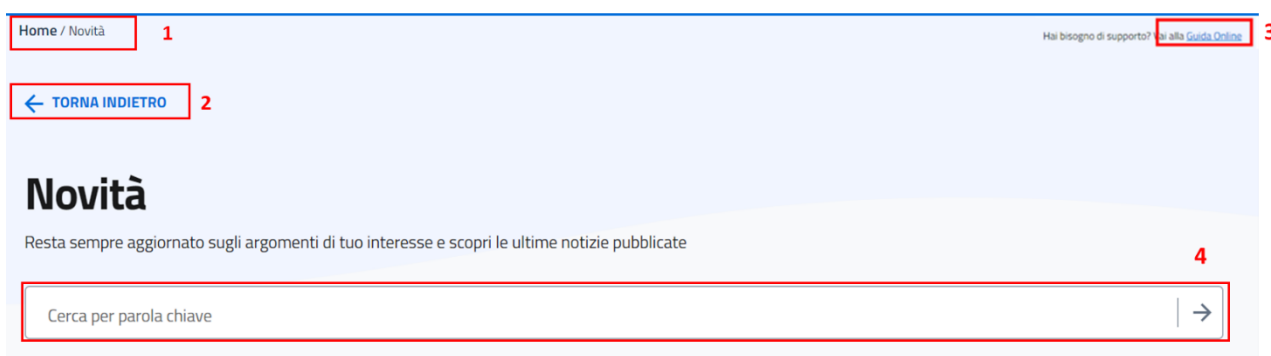 Home / Novità 1
Hai bisogno di supporto? Vai alla Guida Online 3
← TORNA INDIETRO 2
Novità
Resta sempre aggiornato sugli argomenti di tuo interesse e scopri le ultime notizie pubblicate
4
Cerca per parola chiave →